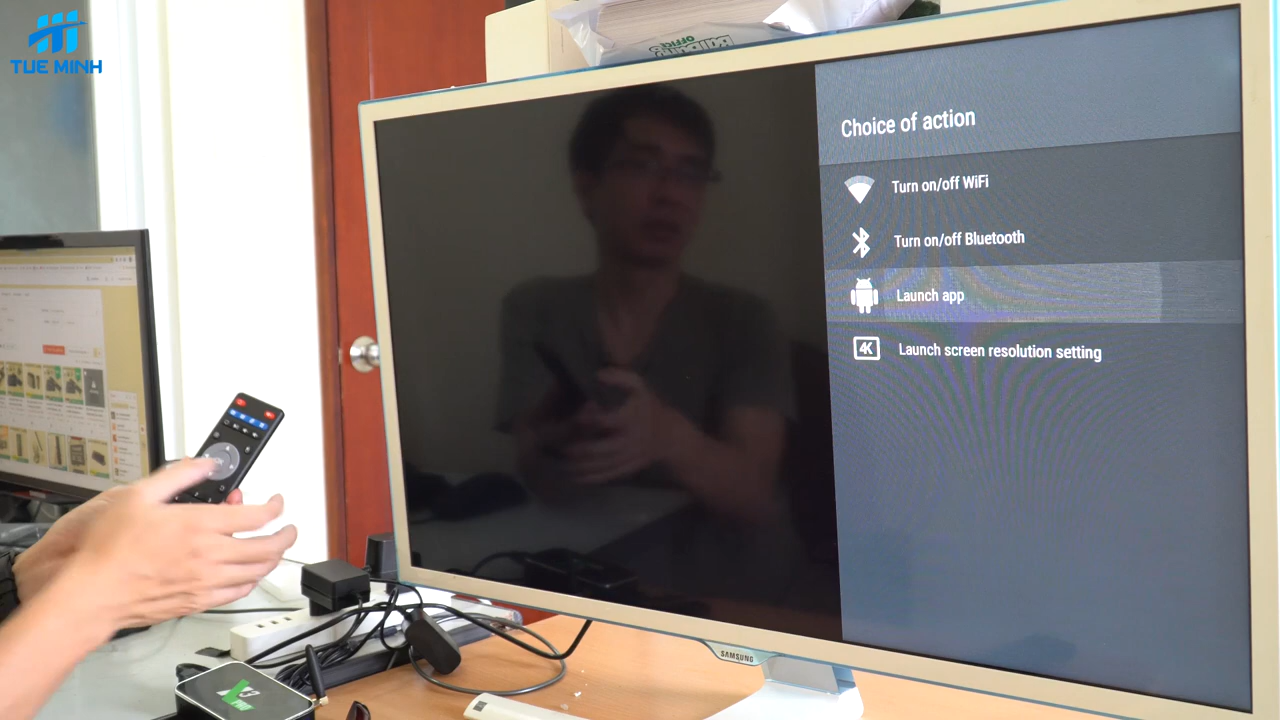 TUE MINH
Choice of action
Turn on/off WiFi
Turn on/off Bluetooth
Launch app
4K
Launch screen resolution setting
SAMSUNG